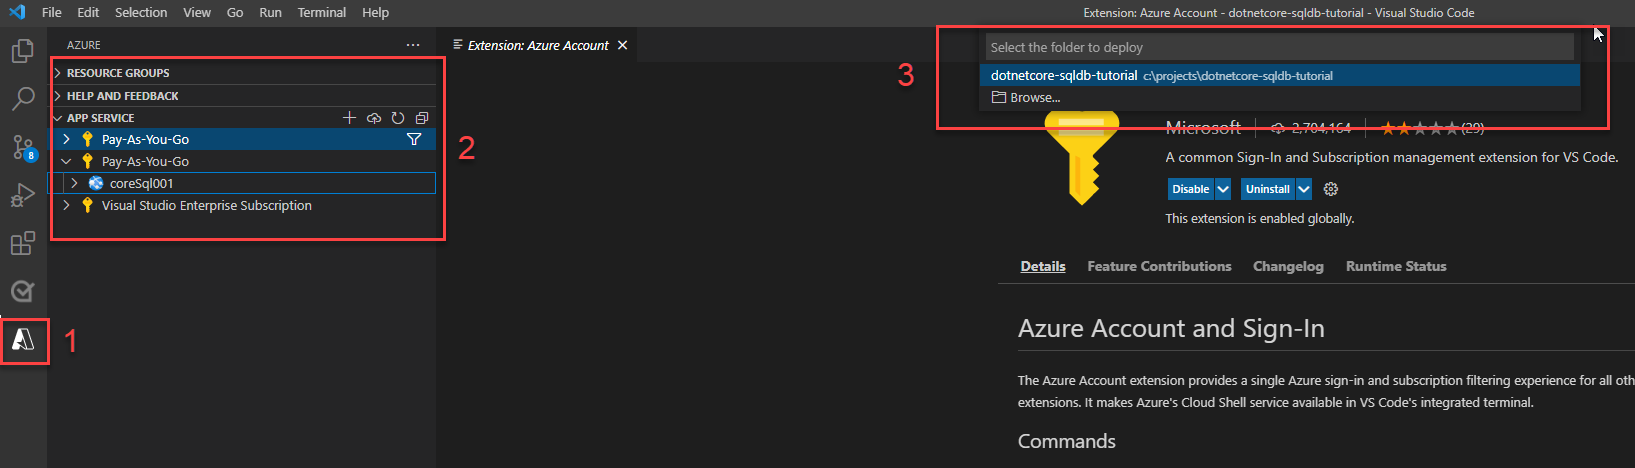 File Edit Selection View Go Run Terminal Help
Extension: Azure Account - dotnetcore-sqldb-tutorial - Visual Studio Code
AZURE
Extension: Azure Account
RESOURCE GROUPS
HELP AND FEEDBACK
APP SERVICE
Pay-As-You-Go
Pay-As-You-Go
coreSql001
Visual Studio Enterprise Subscription
8
1
2
3
Select the folder to deploy
dotnetcore-sqldb-tutorial c:\projects\dotnetcore-sqldb-tutorial
Browse...
Microsoft 2,704,164 (29)
A common Sign-In and Subscription management extension for VS Code.
Disable Uninstall
This extension is enabled globally.
Details Feature Contributions Changelog Runtime Status
Azure Account and Sign-In
The Azure Account extension provides a single Azure sign-in and subscription filtering experience for all
extensions. It makes Azure's Cloud Shell service available in VS Code's integrated terminal.
Commands